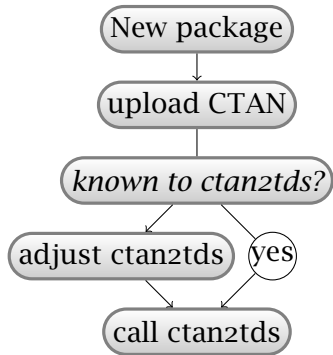 New package
upload CTAN
known to ctan2tds?
adjust ctan2tds
yes
call ctan2tds